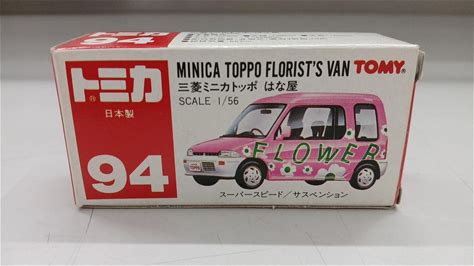 94
トミカ
®
日本製
94
MINICA TOPPO FLORIST'S VAN TOMY®
三菱ミニカトッポ はな屋
SCALE 1/56
FLOWER
スーパースピード/サスペンション